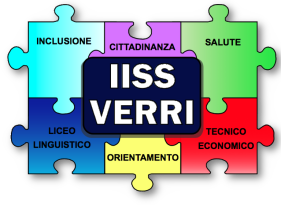 INCLUSIONE
CITTADINANZA
SALUTE
IISS
VERRI
LICEO
LINGUISTICO
ORIENTAMENTO
TECNICO
ECONOMICO